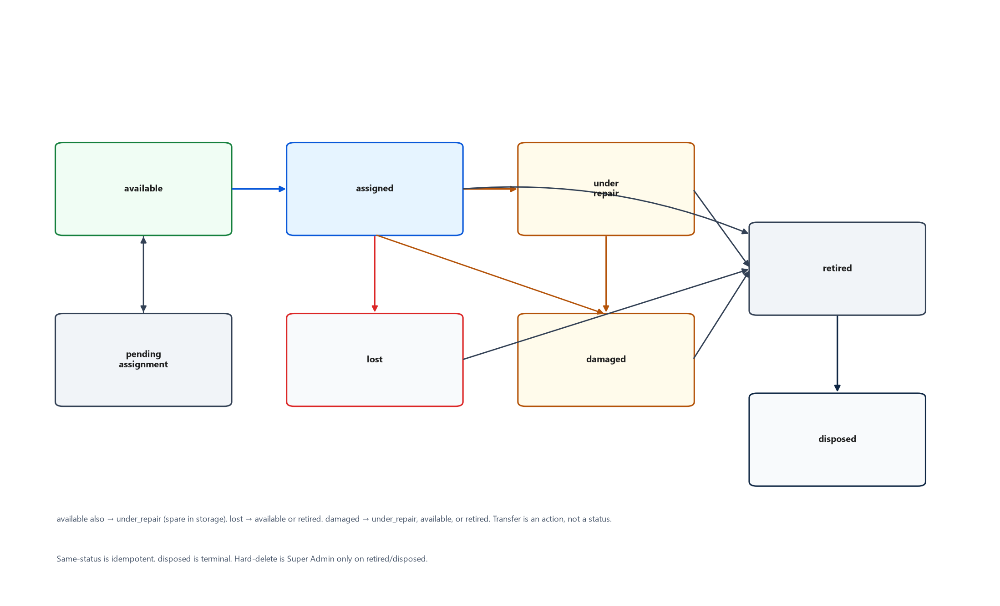 available
assigned
under
repair
retired
pending
assignment
lost
damaged
disposed
available also → under_repair (spare in storage). lost → available or retired. damaged → under_repair, available, or retired. Transfer is an action, not a status.
Same-status is idempotent. disposed is terminal. Hard-delete is Super Admin only on retired/disposed.